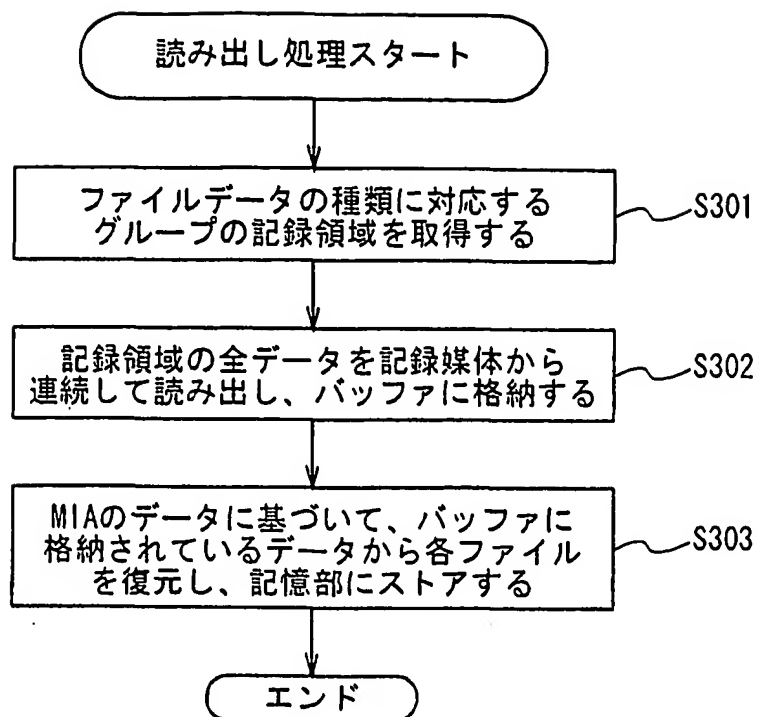 読み出し処理スタート
ファイルデータの種類に対応する
グループの記録領域を取得する
S301
記録領域の全データを記録媒体から
連続して読み出し、バッファに格納する
S302
MIAのデータに基づいて、バッファに
格納されているデータから各ファイル
を復元し、記憶部にストアする
S303
エンド